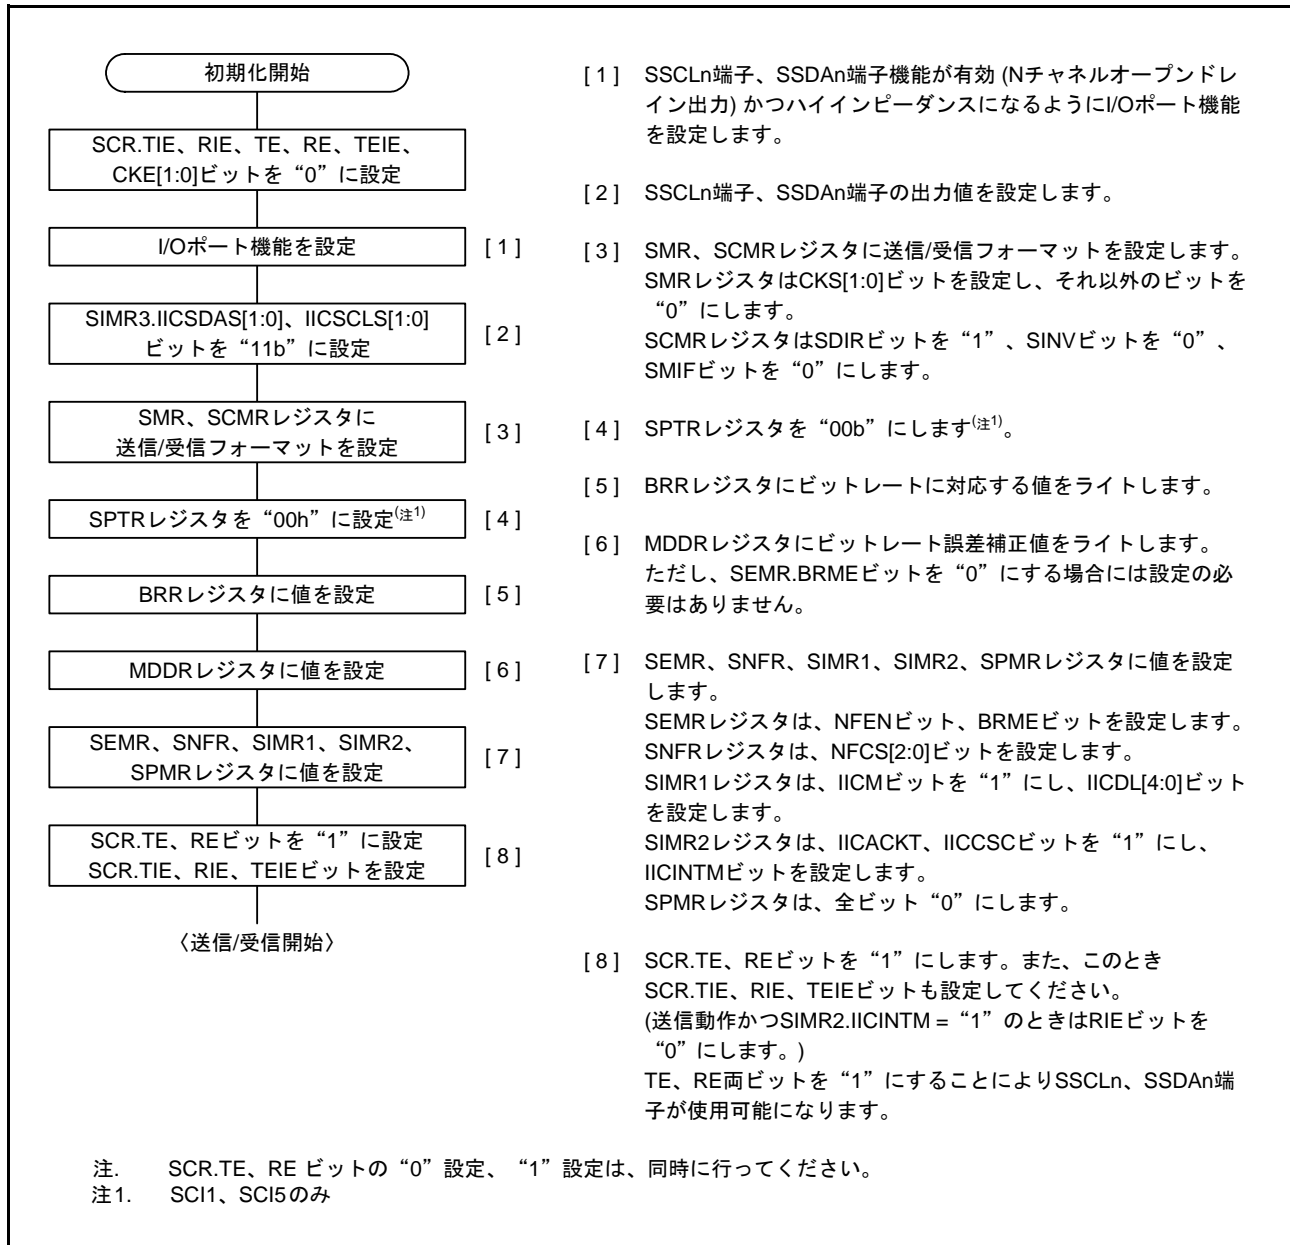 初期化開始
SCR.TIE、RIE、TE、RE、TEIE、
CKE[1:0]ビットを“0”に設定
I/Oポート機能を設定
[ 1 ]
SIMR3.IICSDAS[1:0]、IICSCLS[1:0]
ビットを“11b”に設定
[ 2 ]
SMR、SCMRレジスタに
送信/受信フォーマットを設定
[ 3 ]
SPTRレジスタを“00h”に設定(注1)
[ 4 ]
BRRレジスタに値を設定
[ 5 ]
MDDRレジスタに値を設定
[ 6 ]
SEMR、SNFR、SIMR1、SIMR2、
SPMRレジスタに値を設定
[ 7 ]
SCR.TE、REビットを“1”に設定
SCR.TIE、RIE、TEIEビットを設定
[ 8 ]
〈送信/受信開始〉
[ 1 ] SSCLn端子、SSDAn端子機能が有効 (Nチャネルオープンドレ
イン出力) かつハイインピーダンスになるようにI/Oポート機能
を設定します。
[ 2 ] SSCLn端子、SSDAn端子の出力値を設定します。
[ 3 ] SMR、SCMRレジスタに送信/受信フォーマットを設定します。
SMRレジスタはCKS[1:0]ビットを設定し、それ以外のビットを
“0”にします。
SCMRレジスタはSDIRビットを“1”、SINVビットを“0”、
SMIFビットを“0”にします。
[ 4 ] SPTRレジスタを“00b”にします(注1)。
[ 5 ] BRRレジスタにビットレートに対応する値をライトします。
[ 6 ] MDDRレジスタにビットレート誤差補正値をライトします。
ただし、SEMR.BRMEビットを“0”にする場合には設定の必
要はありません。
[ 7 ] SEMR、SNFR、SIMR1、SIMR2、SPMRレジスタに値を設定
します。
SEMRレジスタは、NFENビット、BRMEビットを設定します。
SNFRレジスタは、NFCS[2:0]ビットを設定します。
SIMR1レジスタは、IICMビットを“1”にし、IICDL[4:0]ビット
を設定します。
SIMR2レジスタは、IICACKT、IICCSCビットを“1”にし、
IICINTMビットを設定します。
SPMRレジスタは、全ビット“0”にします。
[ 8 ] SCR.TE、REビットを“1”にします。また、このとき
SCR.TIE、RIE、TEIEビットも設定してください。
(送信動作かつSIMR2.IICINTM =“1”のときはRIEビットを
“0”にします。)
TE、RE両ビットを“1”にすることによりSSCLn、SSDAn端
子が使用可能になります。
注. SCR.TE、RE ビットの“0”設定、“1”設定は、同時に行ってください。
注1. SCI1、SCI5のみ